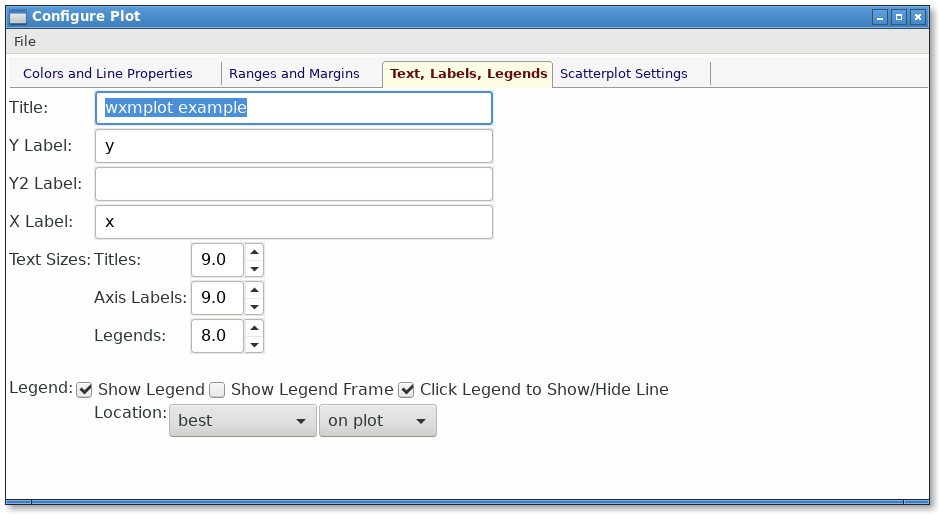 Configure Plot
File
Colors and Line Properties Ranges and Margins Text, Labels, Legends Scatterplot Settings
Title: wxmplot example
Y Label: y
Y2 Label:
X Label: x
Text Sizes: Titles: 9.0
Axis Labels: 9.0
Legends: 8.0
Legend: Show Legend Show Legend Frame Click Legend to Show/Hide Line
Location: best on plot